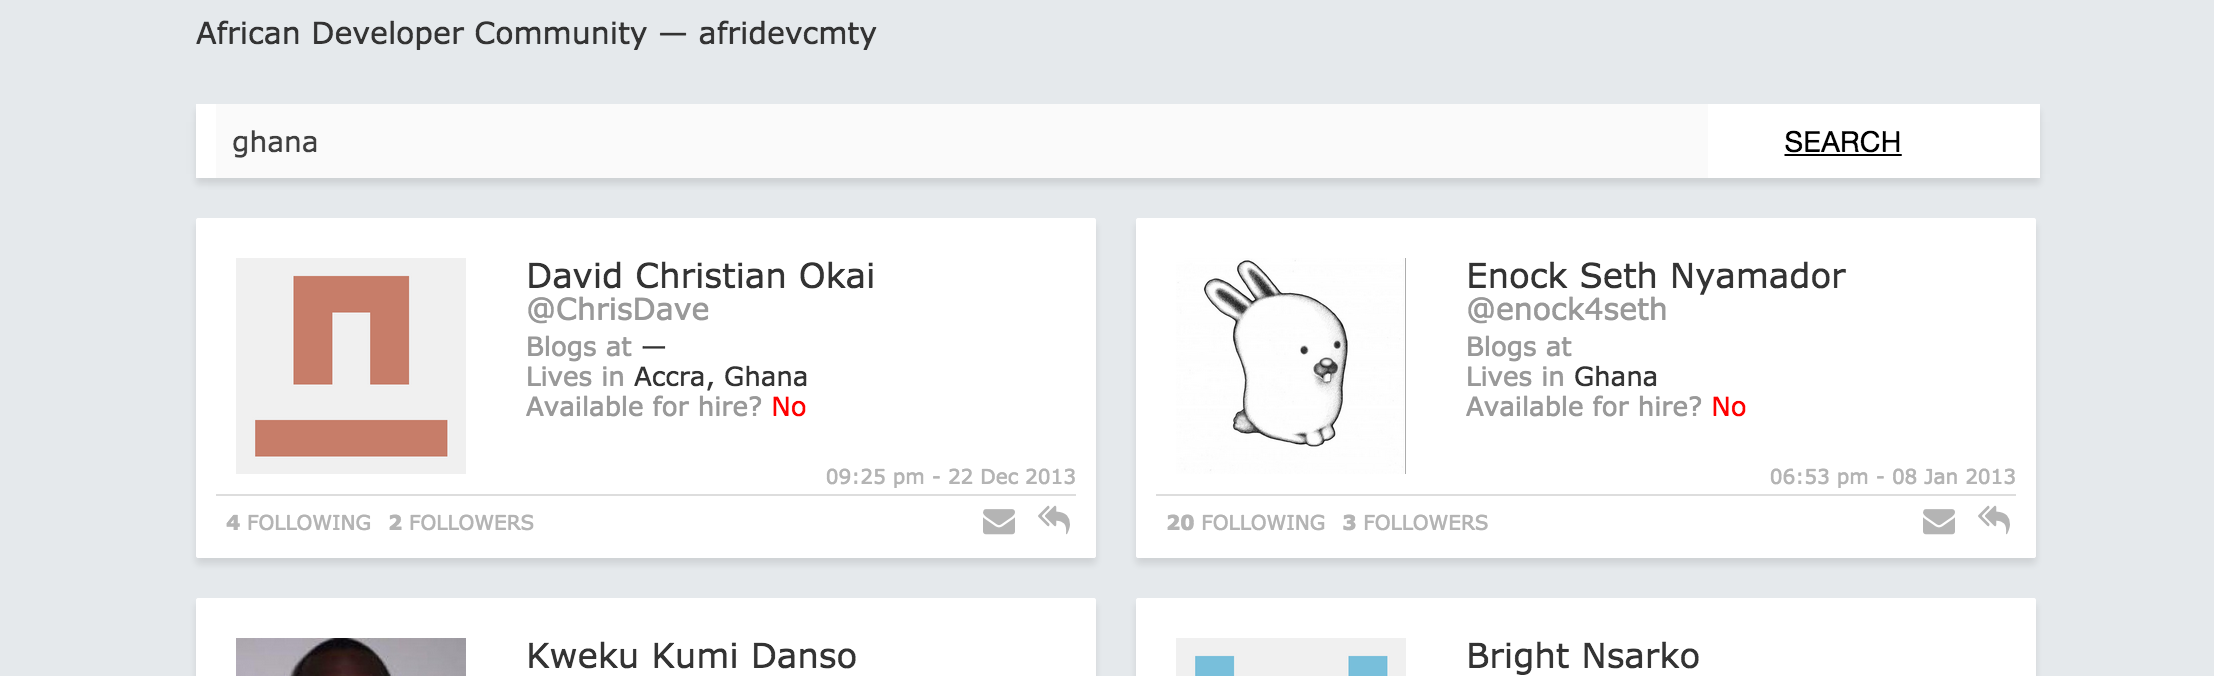 African Developer Community — afridevcmty
ghana
SEARCH
David Christian Okai
@ChrisDave
Blogs at —
Lives in Accra, Ghana
Available for hire? No
09:25 pm - 22 Dec 2013
4 FOLLOWING 2 FOLLOWERS
Enock Seth Nyamador
@enock4seth
Blogs at
Lives in Ghana
Available for hire? No
06:53 pm - 08 Jan 2013
20 FOLLOWING 3 FOLLOWERS
Kweku Kumi Danso
Bright Nsarko